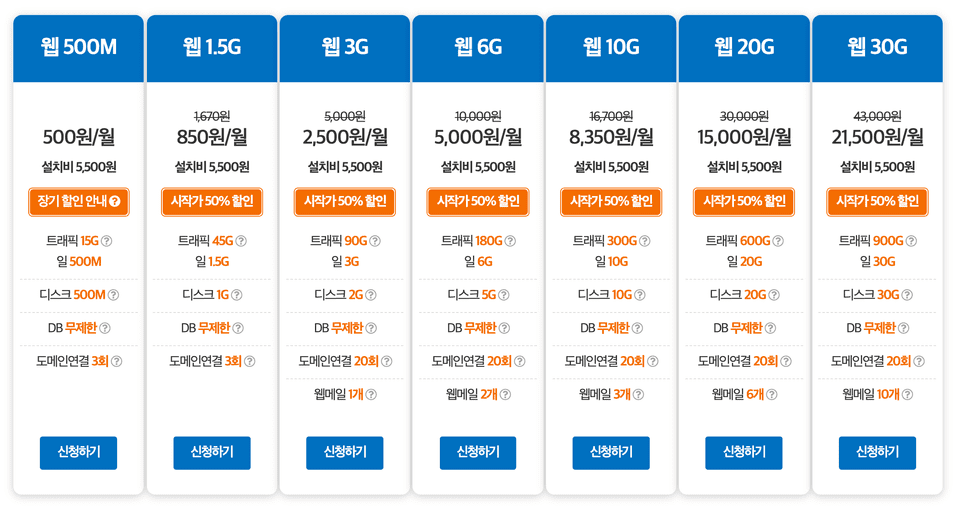 웹 500M
500원/월
설치비 5,500원
장기 할인 안내 ?
트래픽 15G ?
일 500M
디스크 500M ?
DB 무제한 ?
도메인연결 3회 ?
신청하기
웹 1.5G
1,670원
850원/월
설치비 5,500원
시작가 50% 할인
트래픽 45G ?
일 1.5G
디스크 1G ?
DB 무제한 ?
도메인연결 3회 ?
신청하기
웹 3G
5,000원
2,500원/월
설치비 5,500원
시작가 50% 할인
트래픽 90G ?
일 3G
디스크 2G ?
DB 무제한 ?
도메인연결 20회 ?
웹메일 1개 ?
신청하기
웹 6G
10,000원
5,000원/월
설치비 5,500원
시작가 50% 할인
트래픽 180G ?
일 6G
디스크 5G ?
DB 무제한 ?
도메인연결 20회 ?
웹메일 2개 ?
신청하기
웹 10G
16,700원
8,350원/월
설치비 5,500원
시작가 50% 할인
트래픽 300G ?
일 10G
디스크 10G ?
DB 무제한 ?
도메인연결 20회 ?
웹메일 3개 ?
신청하기
웹 20G
30,000원
15,000원/월
설치비 5,500원
시작가 50% 할인
트래픽 600G ?
일 20G
디스크 20G ?
DB 무제한 ?
도메인연결 20회 ?
웹메일 6개 ?
신청하기
웹 30G
43,000원
21,500원/월
설치비 5,500원
시작가 50% 할인
트래픽 900G ?
일 30G
디스크 30G ?
DB 무제한 ?
도메인연결 20회 ?
웹메일 10개 ?
신청하기